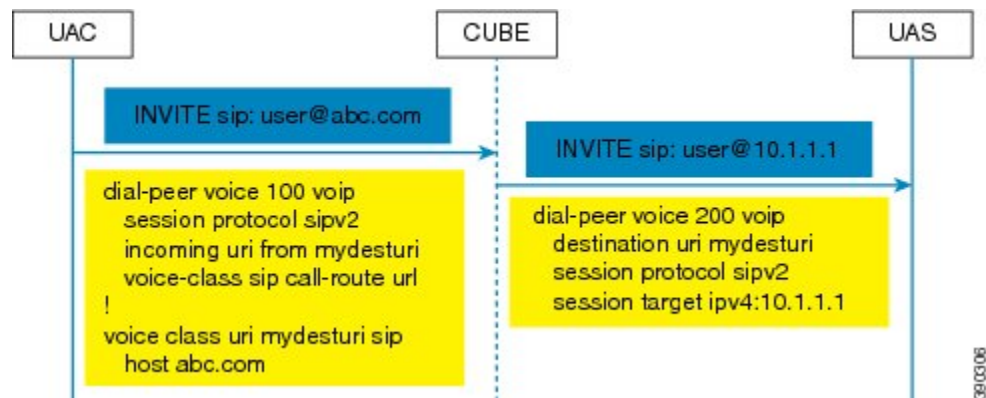 UAC
CUBE
UAS
INVITE sip: user@abc.com
INVITE sip: user@10.1.1.1
dial-peer voice 100 voip
session protocol sipv2
incoming uri from mydesturi
voice-class sip call-route url
!
voice class uri mydesturi sip
host abc.com
dial-peer voice 200 voip
destination uri mydesturi
session protocol sipv2
session target ipv4:10.1.1.1
390306